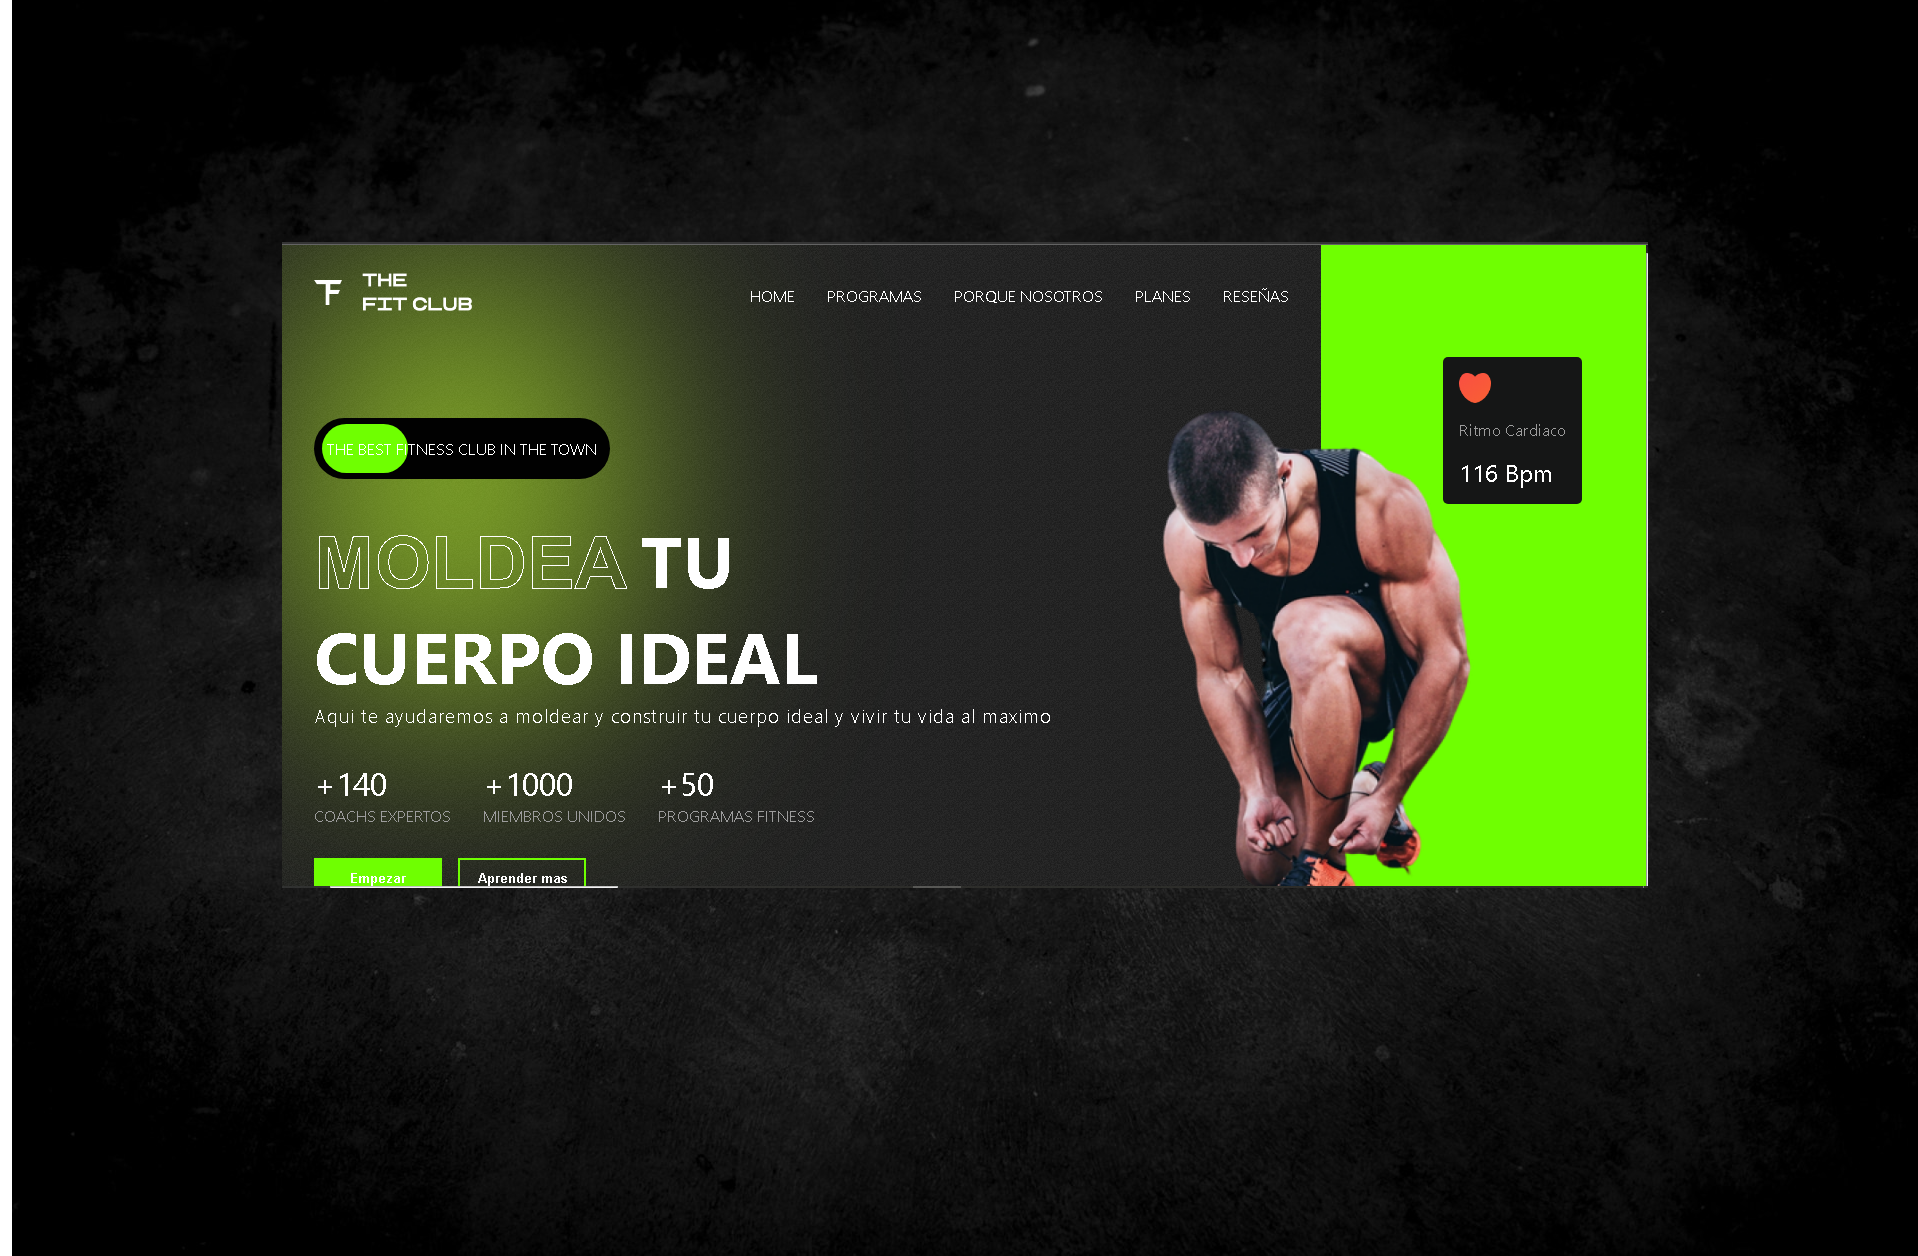 THE
FIT CLUB
HOME PROGRAMAS PORQUE NOSOTROS PLANES RESEÑAS
Ritmo Cardiaco
116 Bpm
THE BEST FITNESS CLUB IN THE TOWN
MOLDEA TU
CUERPO IDEAL
Aqui te ayudaremos a moldear y construir tu cuerpo ideal y vivir tu vida al maximo
+140 +1000 +50
COACHS EXPERTOS MIEMBROS UNIDOS PROGRAMAS FITNESS
Empezar Aprender mas